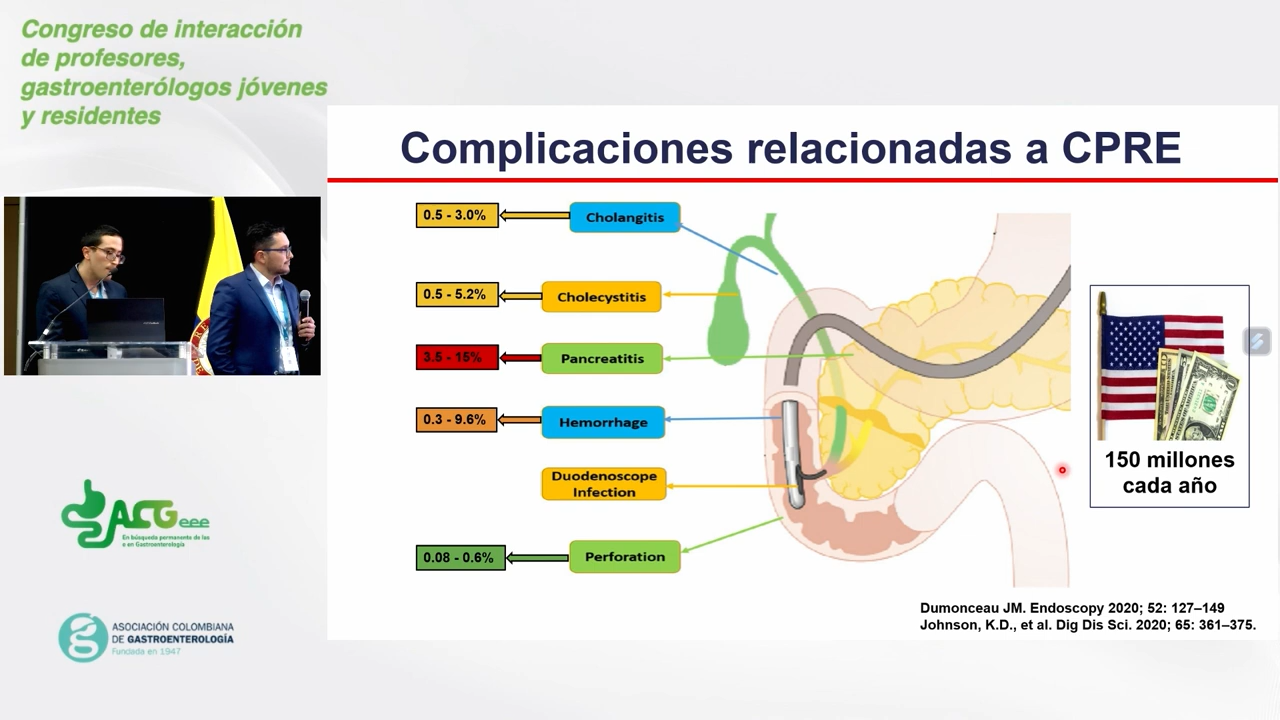 Congreso de interacción
de profesores,
gastroenterólogos jóvenes
y residentes
Complicaciones relacionadas a CPRE
0.5 - 3.0%
Cholangitis
0.5 - 5.2%
Cholecystitis
3.5 - 15%
Pancreatitis
0.3 - 9.6%
Hemorrhage
Duodenoscope
Infection
0.08 - 0.6%
Perforation
150 millones
cada año
Dumonceau JM. Endoscopy 2020; 52: 127–149
Johnson, K.D., et al. Dig Dis Sci. 2020; 65: 361–375.
ACG eee
En búsqueda permanente de las
e en Gastroenterología
ASOCIACIÓN COLOMBIANA
DE GASTROENTEROLOGÍA
Fundada en 1947